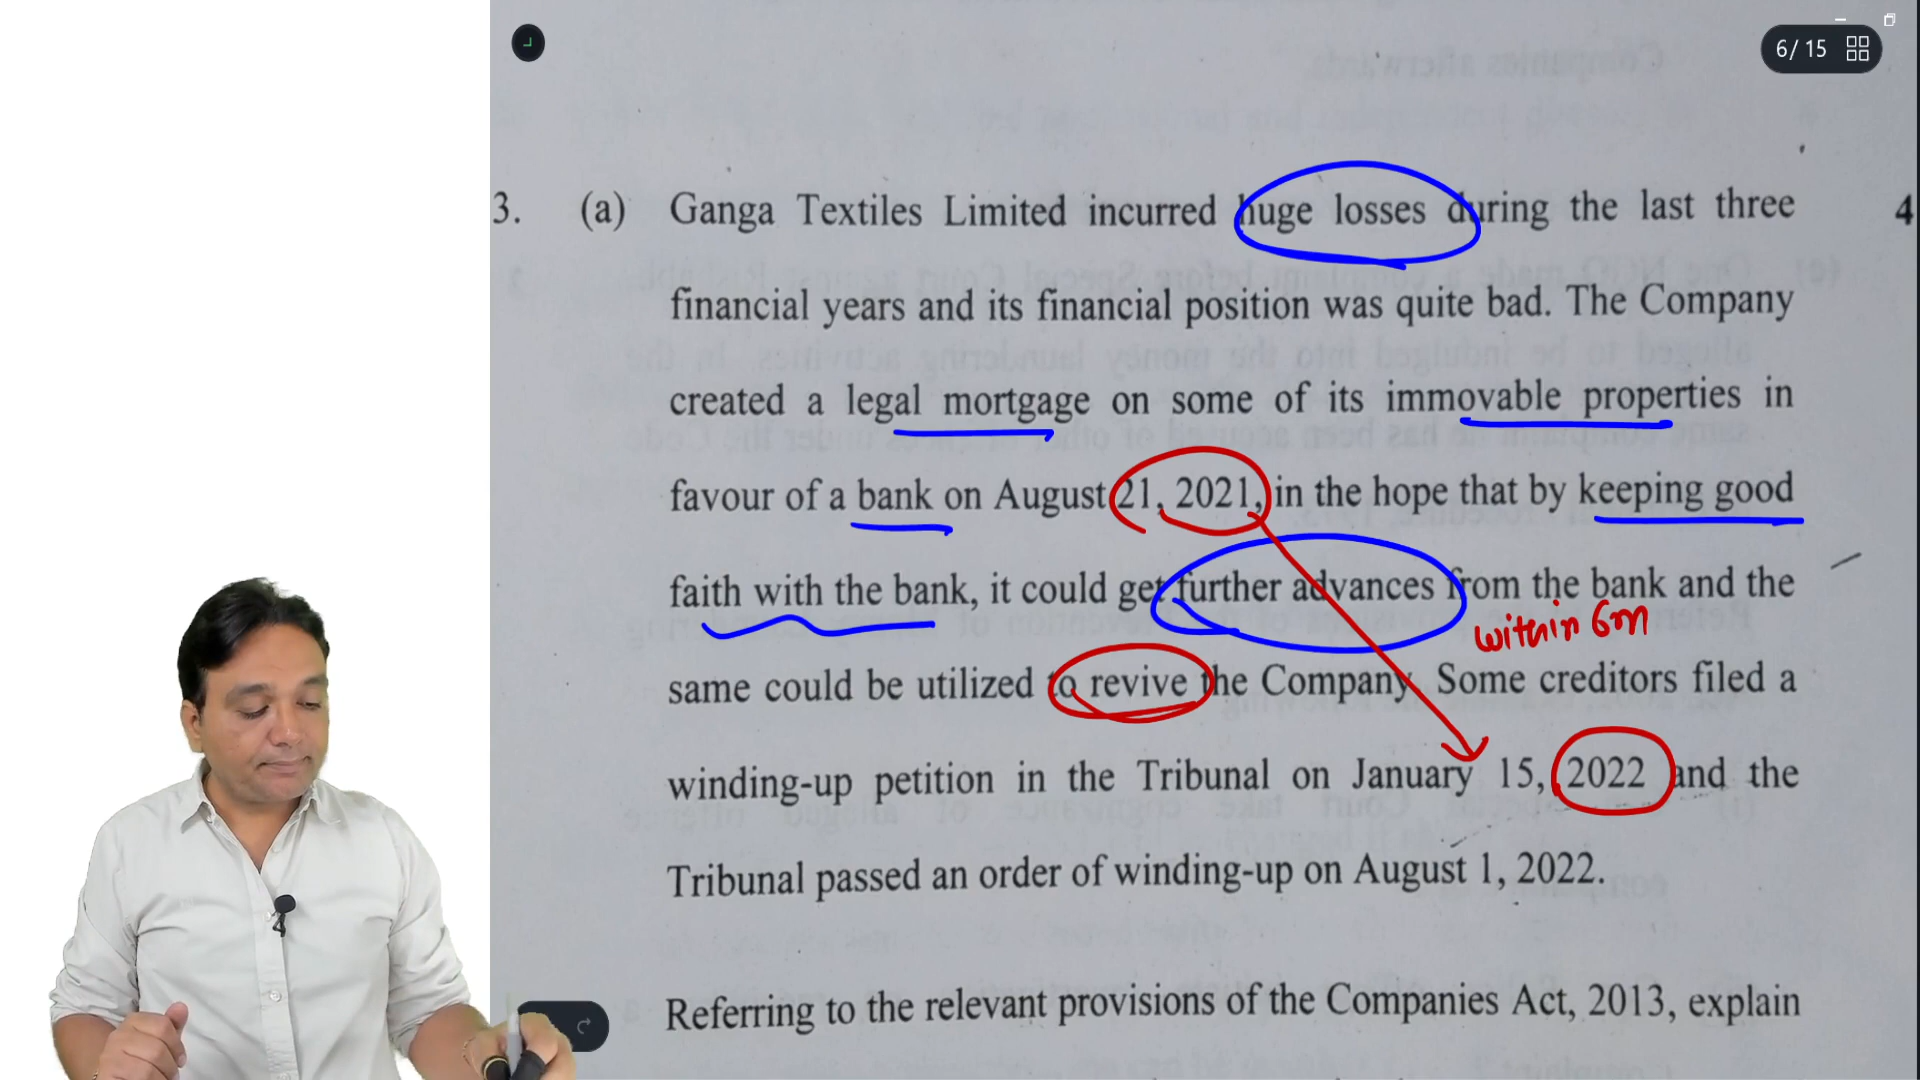 6/ 15
3. (a) Ganga Textiles Limited incurred huge losses during the last three 4
financial years and its financial position was quite bad. The Company
created a legal mortgage on some of its immovable properties in
favour of a bank on August 21, 2021, in the hope that by keeping good
faith with the bank, it could get further advances from the bank and the
within 6m
same could be utilized to revive the Company. Some creditors filed a
winding-up petition in the Tribunal on January 15, 2022 and the
Tribunal passed an order of winding-up on August 1, 2022.
Referring to the relevant provisions of the Companies Act, 2013, explain